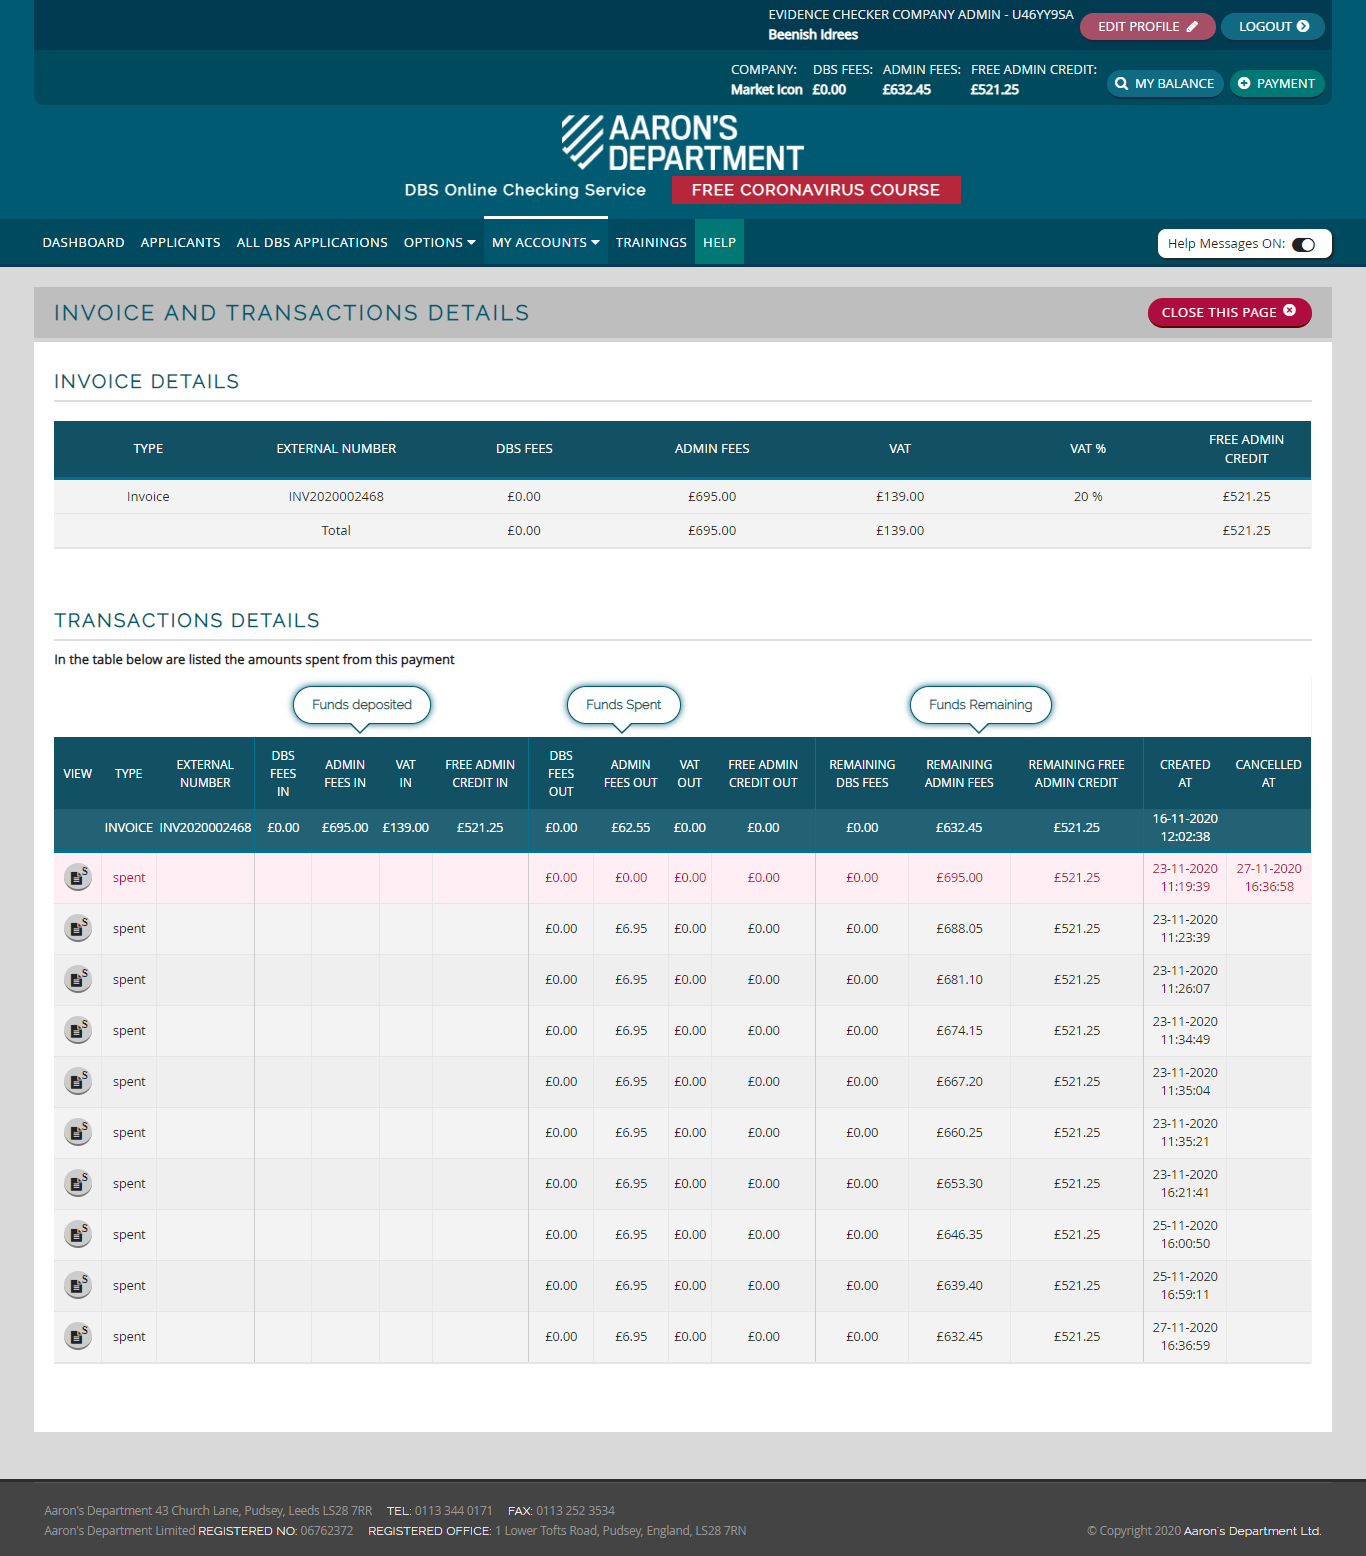 EVIDENCE CHECKER COMPANY ADMIN - U46YY9SA
Beenish Idrees
EDIT PROFILE
LOGOUT
COMPANY: DBS FEES: ADMIN FEES: FREE ADMIN CREDIT:
Market Icon £0.00 £632.45 £521.25
MY BALANCE
PAYMENT
AARON'S
DEPARTMENT
DBS Online Checking Service
FREE CORONAVIRUS COURSE
DASHBOARD APPLICANTS ALL DBS APPLICATIONS OPTIONS MY ACCOUNTS TRAININGS HELP
Help Messages ON:
INVOICE AND TRANSACTIONS DETAILS
CLOSE THIS PAGE
INVOICE DETAILS
TYPE EXTERNAL NUMBER DBS FEES ADMIN FEES VAT VAT % FREE ADMIN CREDIT
Invoice INV2020002468 £0.00 £695.00 £139.00 20 % £521.25
Total £0.00 £695.00 £139.00 £521.25
TRANSACTIONS DETAILS
In the table below are listed the amounts spent from this payment
Funds deposited Funds Spent Funds Remaining
VIEW TYPE EXTERNAL NUMBER DBS FEES IN ADMIN FEES IN VAT IN FREE ADMIN CREDIT IN DBS FEES OUT ADMIN FEES OUT VAT OUT FREE ADMIN CREDIT OUT REMAINING DBS FEES REMAINING ADMIN FEES REMAINING FREE ADMIN CREDIT CREATED AT CANCELLED AT
INVOICE INV2020002468 £0.00 £695.00 £139.00 £521.25 £0.00 £62.55 £0.00 £0.00 £0.00 £632.45 £521.25 16-11-2020 12:02:38
S spent £0.00 £0.00 £0.00 £0.00 £0.00 £695.00 £521.25 23-11-2020 11:19:39 27-11-2020 16:36:58
S spent £0.00 £6.95 £0.00 £0.00 £0.00 £688.05 £521.25 23-11-2020 11:23:39
S spent £0.00 £6.95 £0.00 £0.00 £0.00 £681.10 £521.25 23-11-2020 11:26:07
S spent £0.00 £6.95 £0.00 £0.00 £0.00 £674.15 £521.25 23-11-2020 11:34:49
S spent £0.00 £6.95 £0.00 £0.00 £0.00 £667.20 £521.25 23-11-2020 11:35:04
S spent £0.00 £6.95 £0.00 £0.00 £0.00 £660.25 £521.25 23-11-2020 11:35:21
S spent £0.00 £6.95 £0.00 £0.00 £0.00 £653.30 £521.25 23-11-2020 16:21:41
S spent £0.00 £6.95 £0.00 £0.00 £0.00 £646.35 £521.25 25-11-2020 16:00:50
S spent £0.00 £6.95 £0.00 £0.00 £0.00 £639.40 £521.25 25-11-2020 16:59:11
S spent £0.00 £6.95 £0.00 £0.00 £0.00 £632.45 £521.25 27-11-2020 16:36:59
Aaron's Department 43 Church Lane, Pudsey, Leeds LS28 7RR TEL: 0113 344 0171 FAX: 0113 252 3534
Aaron's Department Limited REGISTERED NO: 06762372 REGISTERED OFFICE: 1 Lower Tofts Road, Pudsey, England, LS28 7RN
© Copyright 2020 Aaron's Department Ltd.